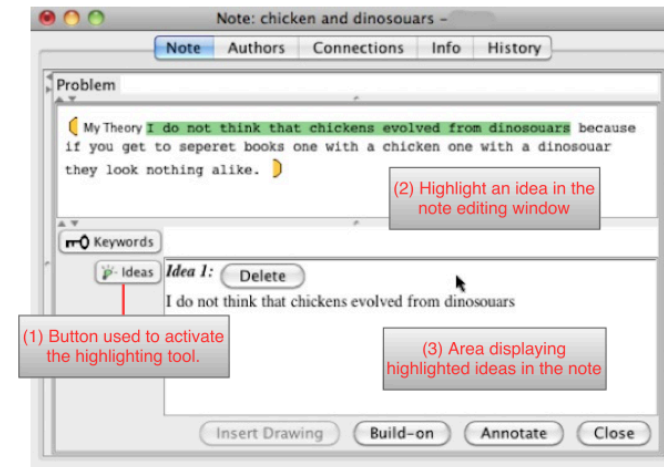 Note: chicken and dinosouars –
Note Authors Connections Info History
Problem
My Theory I do not think that chickens evolved from dinosouars because
if you get to seperet books one with a chicken one with a dinosouar
they look nothing alike.
(2) Highlight an idea in the
note editing window
Keywords
Ideas
Idea 1: Delete
I do not think that chickens evolved from dinosouars
(1) Button used to activate
the highlighting tool.
(3) Area displaying
highlighted ideas in the note
Insert Drawing Build-on Annotate Close